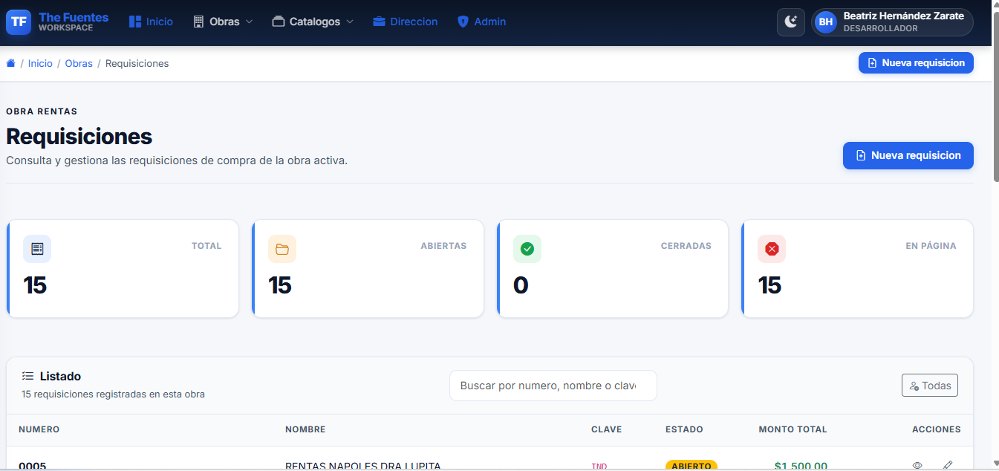 TF The Fuentes WORKSPACE Inicio Obras Catalogos Direccion Admin BH Beatriz Hernández Zarate DESARROLLADOR
/ Inicio / Obras / Requisiciones Nueva requisicion
OBRA RENTAS
Requisiciones
Consulta y gestiona las requisiciones de compra de la obra activa.
Nueva requisicion
TOTAL ABIERTAS CERRADAS EN PÁGINA
15 15 0 15
Listado
15 requisiciones registradas en esta obra
Buscar por numero, nombre o clav
Todas
NUMERO NOMBRE CLAVE ESTADO MONTO TOTAL ACCIONES
0005 RENTAS NAPOLES DRA LUPITA IND ABIERTO $1,500.00